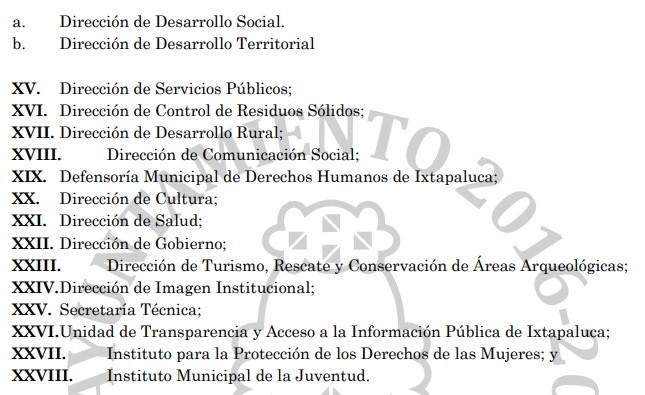 a. Dirección de Desarrollo Social.
b. Dirección de Desarrollo Territorial
XV. Dirección de Servicios Públicos;
XVI. Dirección de Control de Residuos Sólidos;
XVII. Dirección de Desarrollo Rural;
XVIII. Dirección de Comunicación Social;
XIX. Defensoría Municipal de Derechos Humanos de Ixtapaluca;
XX. Dirección de Cultura;
XXI. Dirección de Salud;
XXII. Dirección de Gobierno;
XXIII. Dirección de Turismo, Rescate y Conservación de Áreas Arqueológicas;
XXIV. Dirección de Imagen Institucional;
XXV. Secretaría Técnica;
XXVI. Unidad de Transparencia y Acceso a la Información Pública de Ixtapaluca;
XXVII. Instituto para la Protección de los Derechos de las Mujeres; y
XXVIII. Instituto Municipal de la Juventud.
AYUNTAMIENTO 2016-20